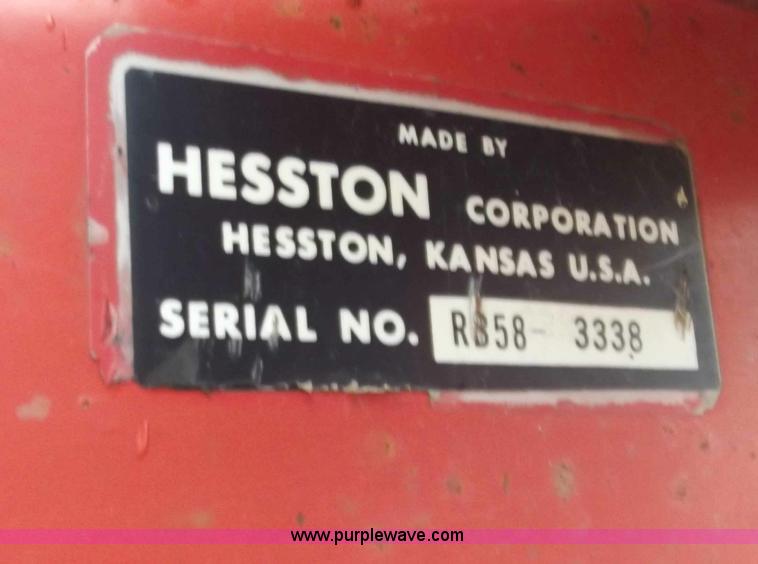 MADE BY
HESSTON CORPORATION
HESSTON, KANSAS U.S.A.
SERIAL NO. RB58- 3338
www.purplewave.com